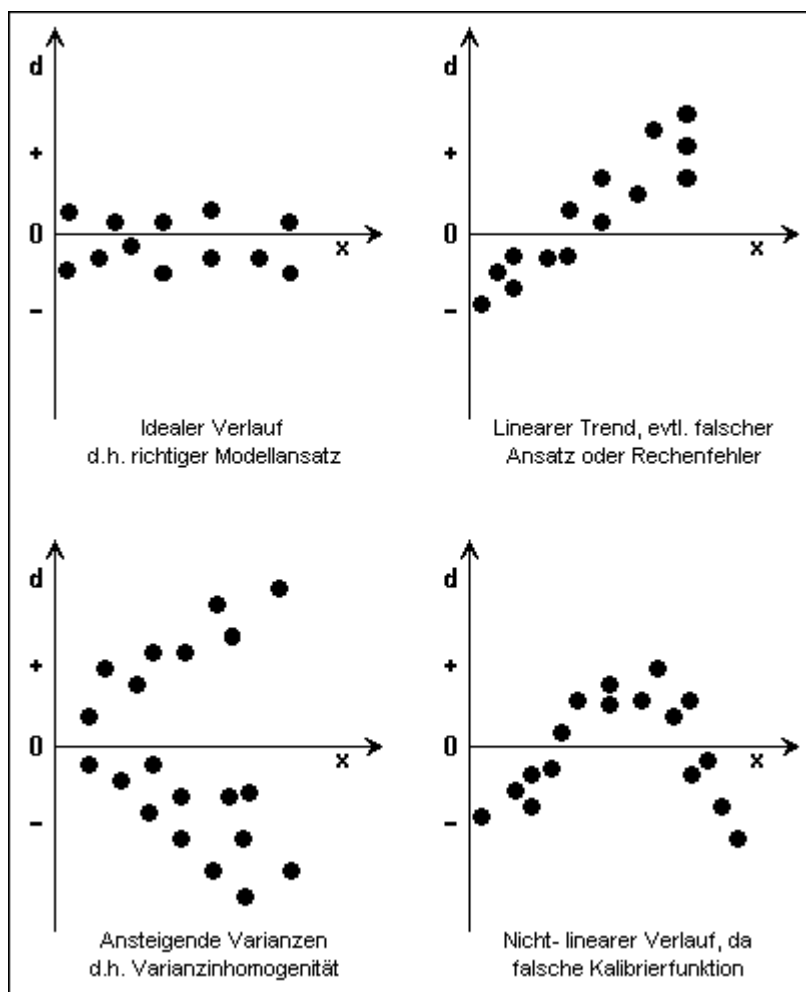 d
+
0
x
–
Idealer Verlauf
d.h. richtiger Modellansatz
d
+
0
x
–
Linearer Trend, evtl. falscher
Ansatz oder Rechenfehler
d
+
0
x
–
Ansteigende Varianzen
d.h. Varianzinhomogenität
d
+
0
x
–
Nicht- linearer Verlauf, da
falsche Kalibrierfunktion